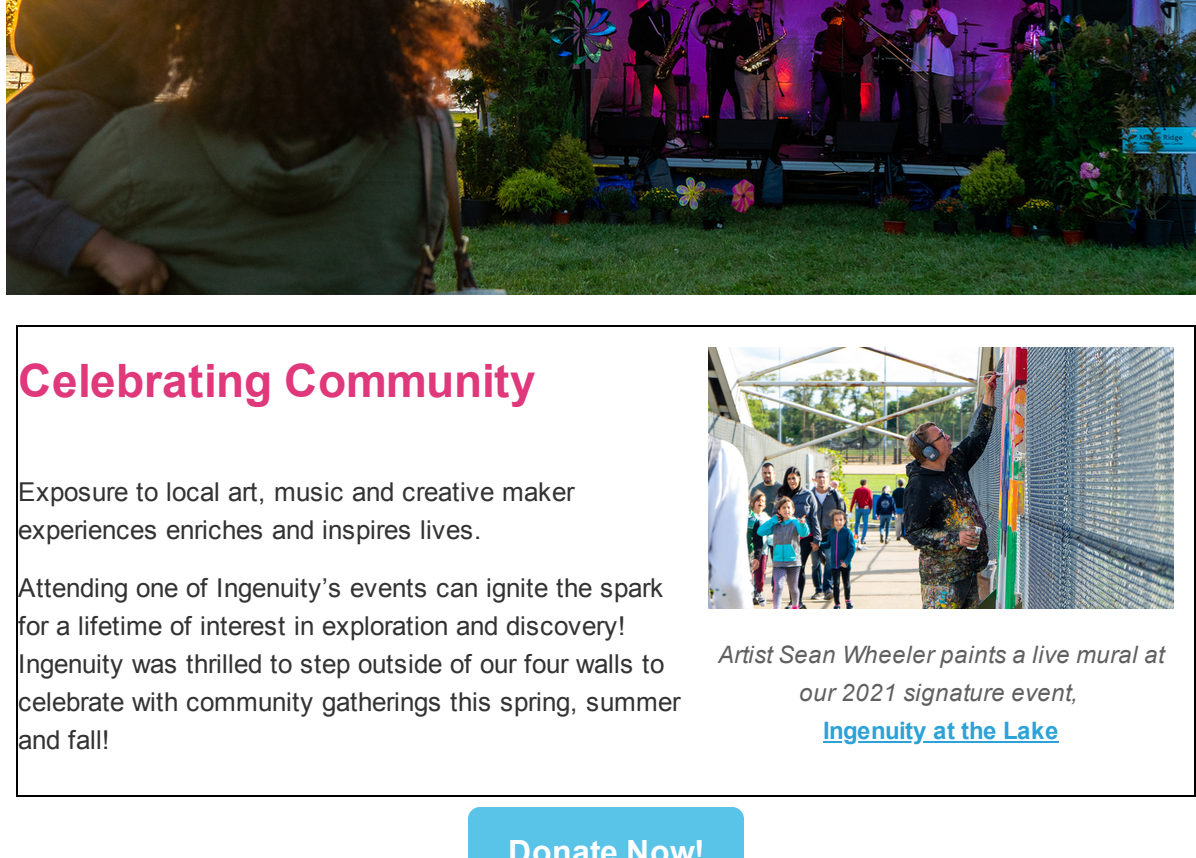 Ridge
Celebrating Community
Exposure to local art, music and creative maker
experiences enriches and inspires lives.
Attending one of Ingenuity’s events can ignite the spark
for a lifetime of interest in exploration and discovery!
Ingenuity was thrilled to step outside of our four walls to
celebrate with community gatherings this spring, summer
and fall!
Artist Sean Wheeler paints a live mural at
our 2021 signature event,
Ingenuity at the Lake
Donate Now!